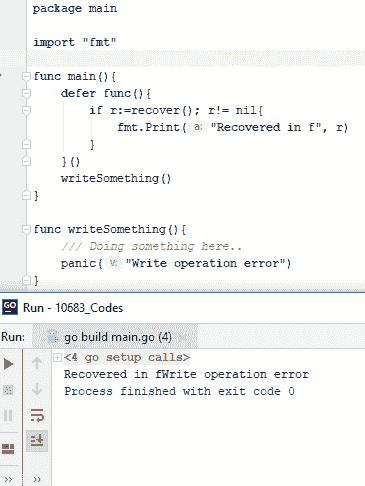 package main
import "fmt"
func main(){
defer func(){
if r:=recover(); r!= nil{
fmt.Print( a: "Recovered in f", r)
}
}()
writeSomething()
}
func writeSomething(){
/// Doing something here..
panic( v: "Write operation error")
}
GO Run - 10683_Codes
Run: go build main.go (4) ×
<4 go setup calls>
Recovered in fWrite operation error
Process finished with exit code 0